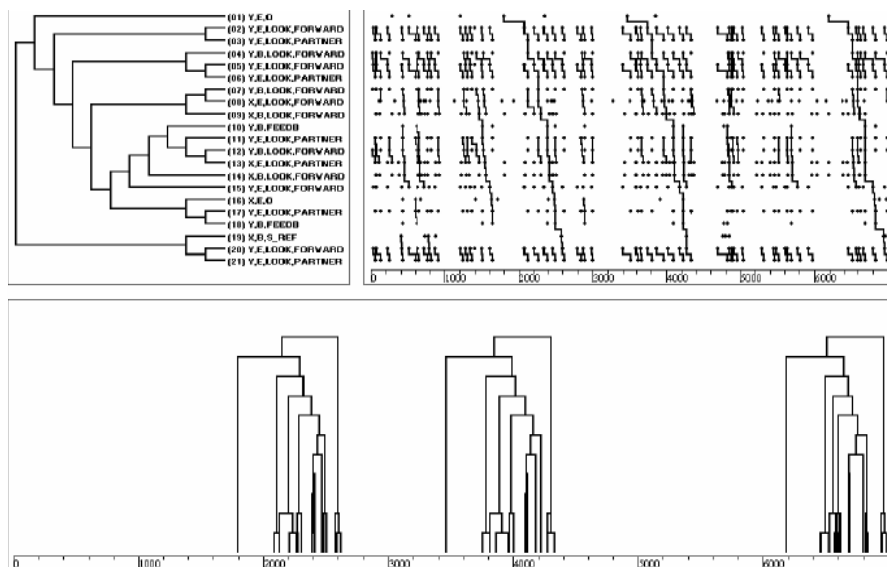 (01) Y,E,O
(02) Y,E,LOOK,FORWARD
(03) Y,E,LOOK,PARTNER
(04) Y,B,LOOK,FORWARD
(05) Y,E,LOOK,FORWARD
(06) Y,E,LOOK,PARTNER
(07) Y,B,LOOK,FORWARD
(08) X,E,LOOK,FORWARD
(09) X,B,LOOK,FORWARD
(10) Y,B,FEEDB
(11) Y,E,LOOK,PARTNER
(12) Y,B,LOOK,FORWARD
(13) X,E,LOOK,PARTNER
(14) X,B,LOOK,FORWARD
(15) Y,E,LOOK,FORWARD
(16) X,E,O
(17) Y,E,LOOK,PARTNER
(18) Y,B,FEEDB
(19) X,B,S_REF
(20) Y,E,LOOK,FORWARD
(21) Y,E,LOOK,PARTNER
0 1000 2000 3000 4000 5000 6000
0 1000 2000 3000 4000 5000 6000